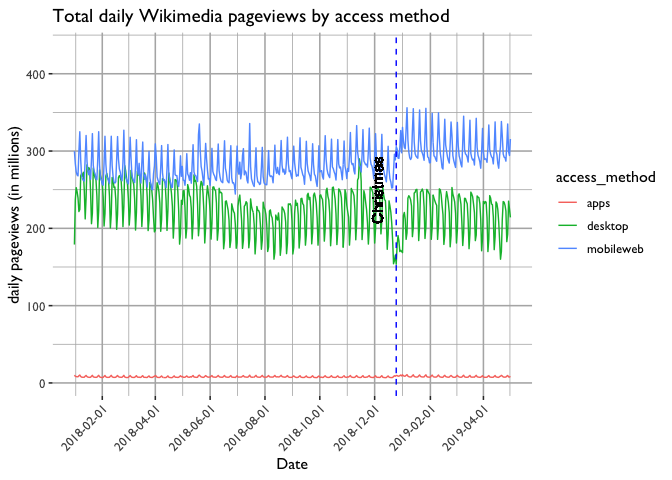 Total daily Wikimedia pageviews by access method
daily pageviews (in millions)
400
300
200
100
0
Christmas
2018-02-01
2018-04-01
2018-06-01
2018-08-01
2018-10-01
2018-12-01
2019-02-01
2019-04-01
Date
access_method
apps
desktop
mobileweb